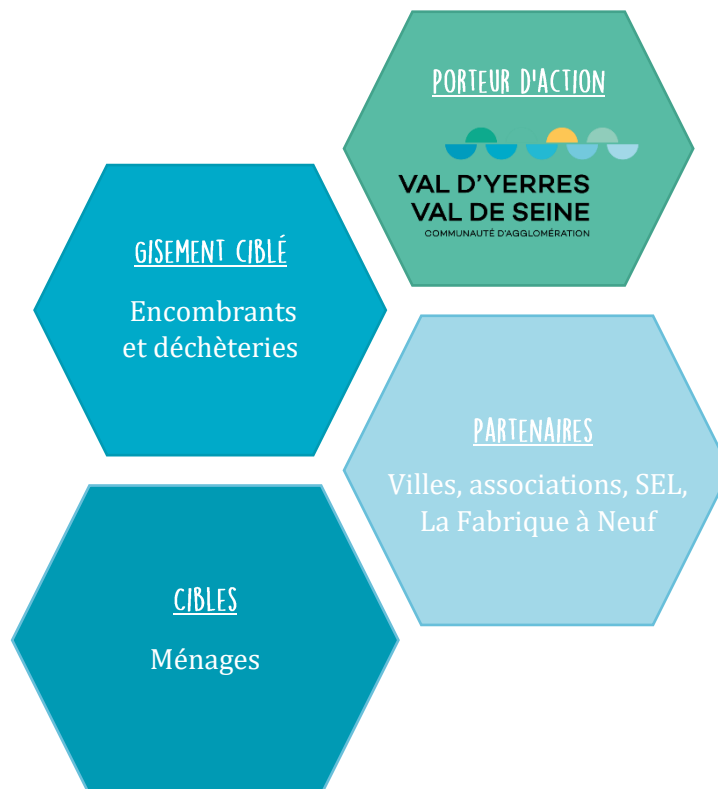 PORTEUR D'ACTION
VAL D'YERRES
VAL DE SEINE
COMMUNAUTÉ D'AGGLOMÉRATION
GISEMENT CIBLÉ
Encombrants
et déchèteries
PARTENAIRES
Villes, associations, SEL,
La Fabrique à Neuf
CIBLES
Ménages